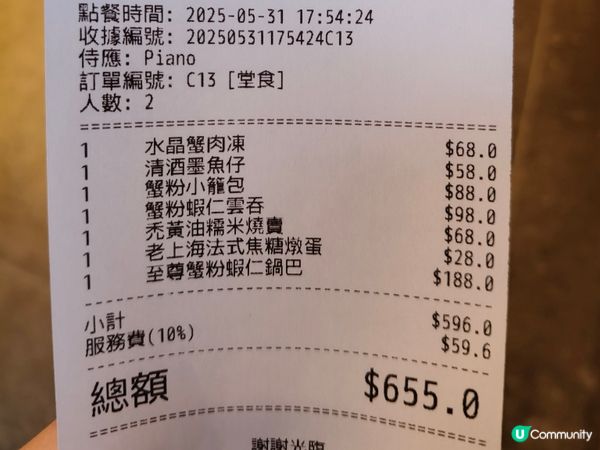 點餐時間: 2025-05-31 17:54:24
收據編號: 20250531175424C13
侍應: Piano
訂單編號: C13 [堂食]
人數: 2
1 水晶蟹肉凍 $68.0
1 清酒墨魚仔 $58.0
1 蟹粉小籠包 $88.0
1 蟹粉蝦仁雲吞 $98.0
1 禿黃油糯米燒賣 $68.0
1 老上海法式焦糖燉蛋 $28.0
1 至尊蟹粉蝦仁鍋巴 $188.0
小計 $596.0
服務費(10%) $59.6
總額 $655.0
謝謝光臨
U Community